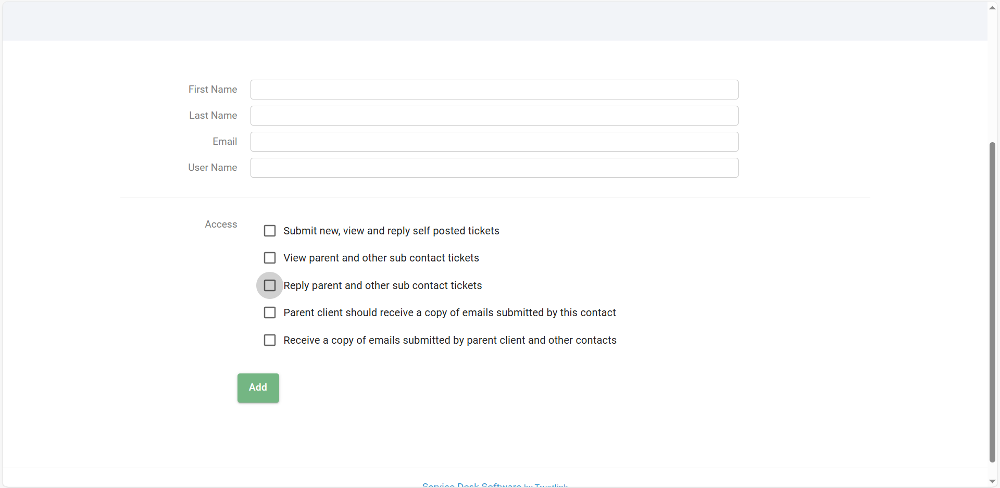 First Name
Last Name
Email
User Name
Access
Submit new, view and reply self posted tickets
View parent and other sub contact tickets
Reply parent and other sub contact tickets
Parent client should receive a copy of emails submitted by this contact
Receive a copy of emails submitted by parent client and other contacts
Add
Service Desk Software by Trustlink